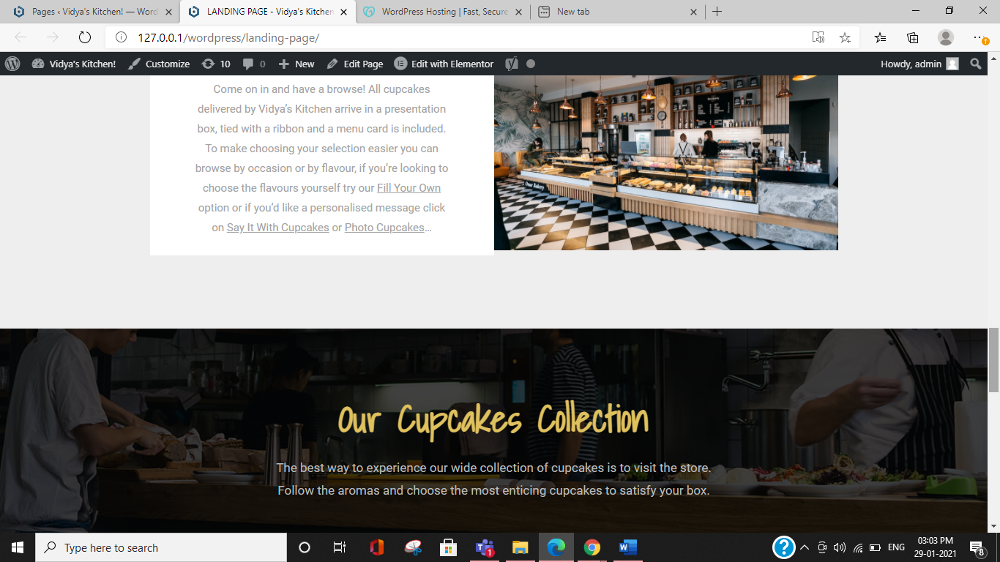 Pages ‹ Vidya's Kitchen! — Word
LANDING PAGE - Vidya's Kitchen
WordPress Hosting | Fast, Secure
New tab
127.0.0.1/wordpress/landing-page/
Vidya's Kitchen!
Customize
10
0
New
Edit Page
Edit with Elementor
Howdy, admin
Come on in and have a browse! All cupcakes
delivered by Vidya's Kitchen arrive in a presentation
box, tied with a ribbon and a menu card is included.
To make choosing your selection easier you can
browse by occasion or by flavour, if you're looking to
choose the flavours yourself try our Fill Your Own
option or if you'd like a personalised message click
on Say It With Cupcakes or Photo Cupcakes…
Our Cupcakes Collection
The best way to experience our wide collection of cupcakes is to visit the store.
Follow the aromas and choose the most enticing cupcakes to satisfy your box.
Type here to search
1
ENG
03:03 PM
29-01-2021
8